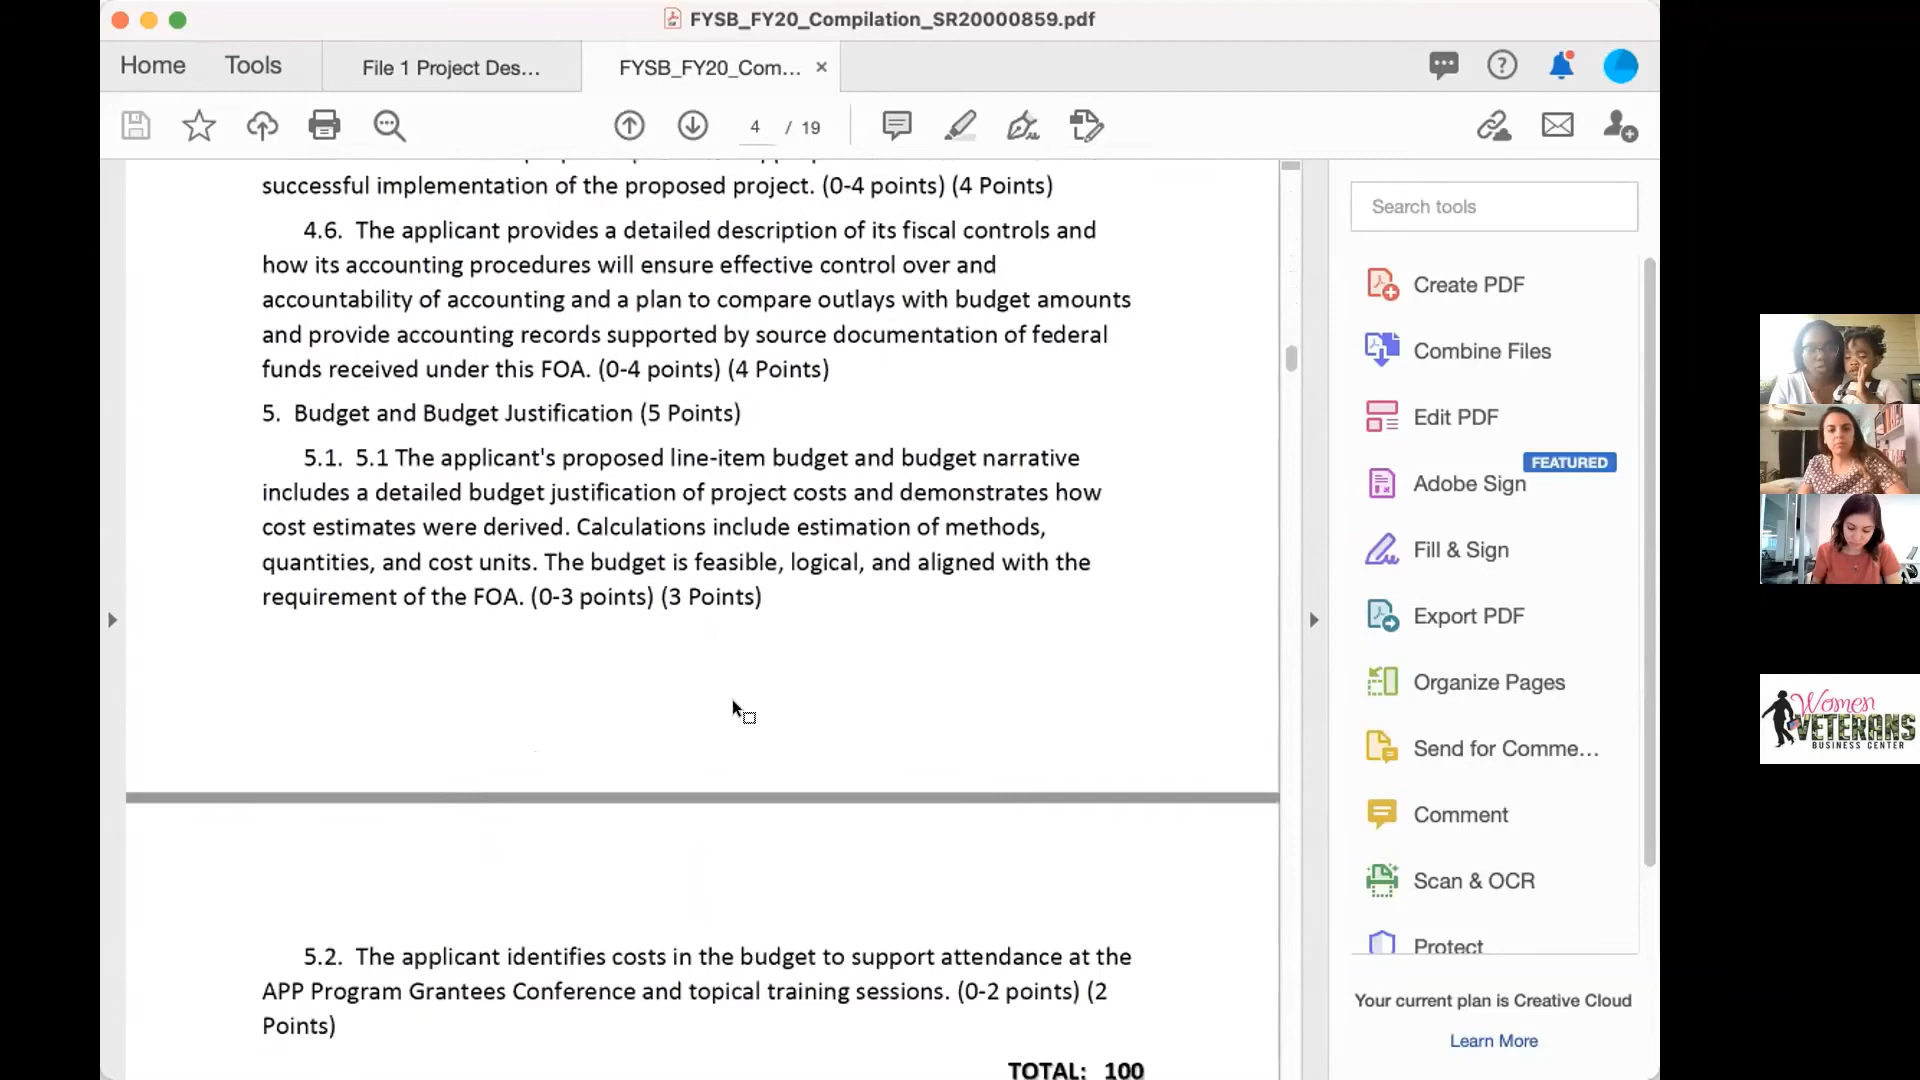 FYSB_FY20_Compilation_SR20000859.pdf
Home Tools File 1 Project Des... FYSB_FY20_Com... ×
4 / 19
successful implementation of the proposed project. (0-4 points) (4 Points)
4.6. The applicant provides a detailed description of its fiscal controls and
how its accounting procedures will ensure effective control over and
accountability of accounting and a plan to compare outlays with budget amounts
and provide accounting records supported by source documentation of federal
funds received under this FOA. (0-4 points) (4 Points)
5. Budget and Budget Justification (5 Points)
5.1. 5.1 The applicant's proposed line-item budget and budget narrative
includes a detailed budget justification of project costs and demonstrates how
cost estimates were derived. Calculations include estimation of methods,
quantities, and cost units. The budget is feasible, logical, and aligned with the
requirement of the FOA. (0-3 points) (3 Points)
5.2. The applicant identifies costs in the budget to support attendance at the
APP Program Grantees Conference and topical training sessions. (0-2 points) (2
Points)
TOTAL: 100
Search tools
Create PDF
Combine Files
Edit PDF
FEATURED
Adobe Sign
Fill & Sign
Export PDF
Organize Pages
Send for Comme...
Comment
Scan & OCR
Protect
Your current plan is Creative Cloud
Learn More
Women
VETERANS
BUSINESS CENTER